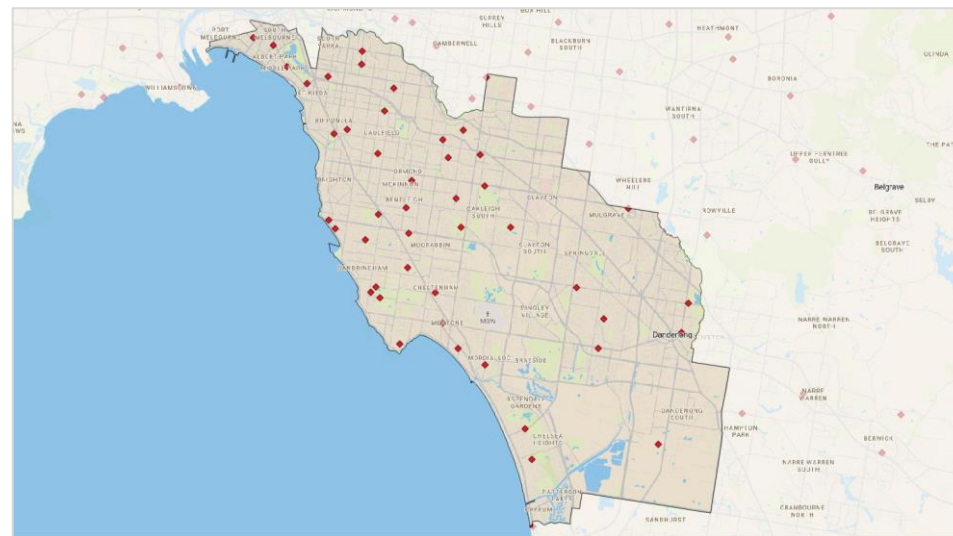 BOX HILL
SURREY
HILLS
HEATHMONT
PORT
MELBOURNE
SOUTH
MELBOURNE
SOUTH
YARRA
CAMBERWELL
BLACKBURN
SOUTH
OLINDA
ALBERT PARK
BORONIA
WILLIAMSTOWN
ST KILDA
WANTIRNA
SOUTH
RIPPONLEA
CAULFIELD
UPPER FERNTREE
GULLY
ORMOND
MCKINNON
BRIGHTON
WHEELERS
HILL
Belgrave
BENTLEIGH
CLAYTON
SELBY
OAKLEIGH
SOUTH
MULGRAVE
ROWVILLE
BELGRAVE
HEIGHTS
MOORABBIN
CLAYTON
SOUTH
BELGRAVE
SOUTH
SPRINGVALE
SANDRINGHAM
CHELTENHAM
DINGLEY
VILLAGE
MENTONE
NARRE WARREN
NORTH
Dandenong
MORDIALLOC
BRAESIDE
NARRE
WARREN
ASPENDALE
GARDENS
DANDENONG
SOUTH
HAMPTON
PARK
BERWICK
CHELSEA
HEIGHTS
NARRE WARREN
SOUTH
PATTERSON
LAKES
CARRUM
SANDHURST
CRANBOURNE
NORTH